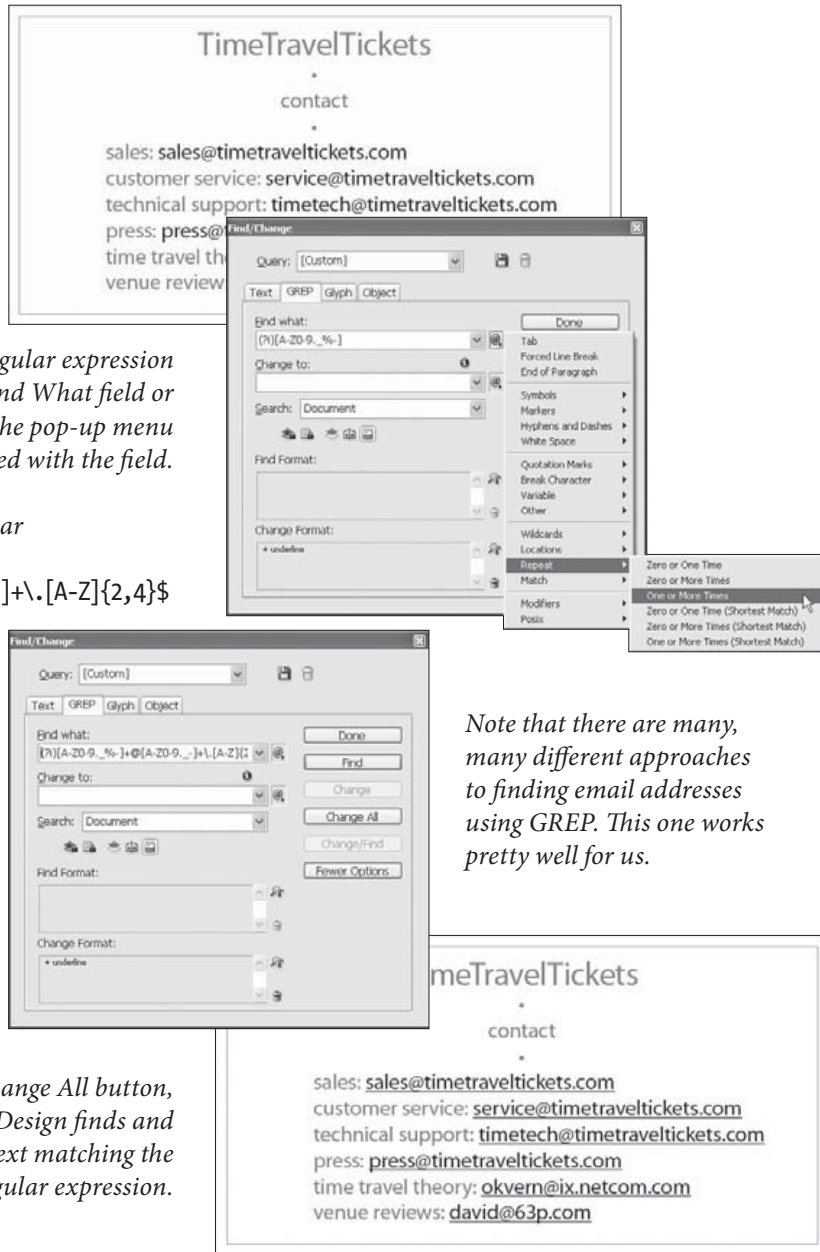 TimeTravelTickets
•
contact
•
sales: sales@timetraveltickets.com
customer service: service@timetraveltickets.com
technical support: timetech@timetraveltickets.com
press: press@
time travel th
venue review
Find/Change
Query: [Custom]
Text GREP Glyph Object
Find what:
(?i)[A-Z0-9._%-]
Change to:
Search: Document
Find Format:
Change Format:
+ underline
Done
Tab
Forced Line Break
End of Paragraph
Symbols
Markers
Hyphens and Dashes
White Space
Quotation Marks
Break Character
Variable
Other
Wildcards
Locations
Repeat
Match
Modifiers
Posix
Zero or One Time
Zero or More Times
One or More Times
Zero or One Time (Shortest Match)
Zero or More Times (Shortest Match)
One or More Times (Shortest Match)
gular expression
nd What field or
he pop-up menu
ed with the field.
ar
]+\.[A-Z]{2,4}$
Find/Change
Query: [Custom]
Text GREP Glyph Object
Find what:
(?i)[A-Z0-9._%-]+@[A-Z0-9._-]+\.[A-Z]{2
Change to:
Search: Document
Find Format:
Change Format:
+ underline
Done
Find
Change
Change All
Change/Find
Fewer Options
Note that there are many,
many different approaches
to finding email addresses
using GREP. This one works
pretty well for us.
ange All button,
Design finds and
ext matching the
gular expression.
meTravelTickets
•
contact
•
sales: sales@timetraveltickets.com
customer service: service@timetraveltickets.com
technical support: timetech@timetraveltickets.com
press: press@timetraveltickets.com
time travel theory: okvern@ix.netcom.com
venue reviews: david@63p.com